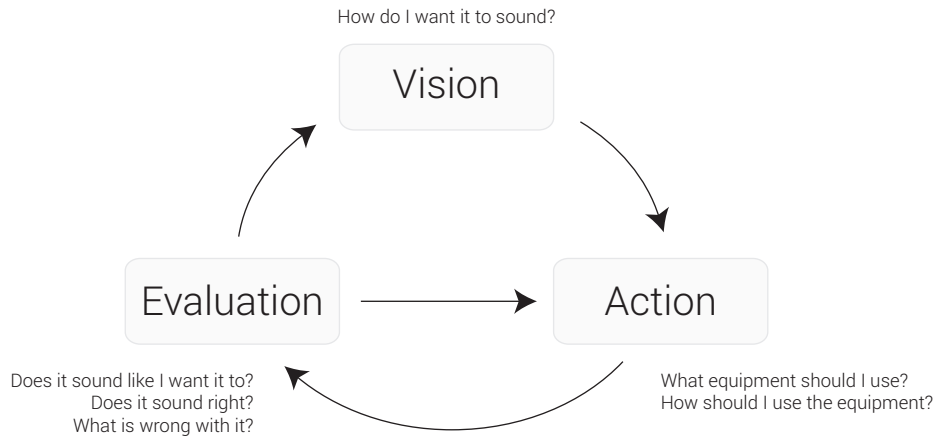 How do I want it to sound?
Vision
Evaluation
Action
Does it sound like I want it to?
Does it sound right?
What is wrong with it?
What equipment should I use?
How should I use the equipment?